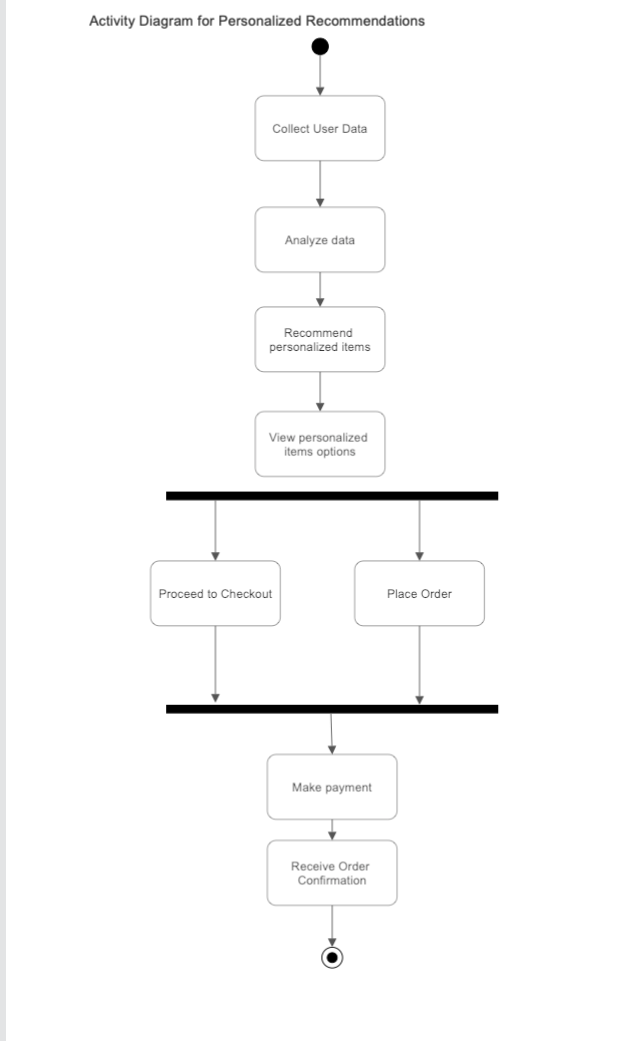 Activity Diagram for Personalized Recommendations
Collect User Data
Analyze data
Recommend
personalized items
View personalized
items options
Proceed to Checkout
Place Order
Make payment
Receive Order
Confirmation